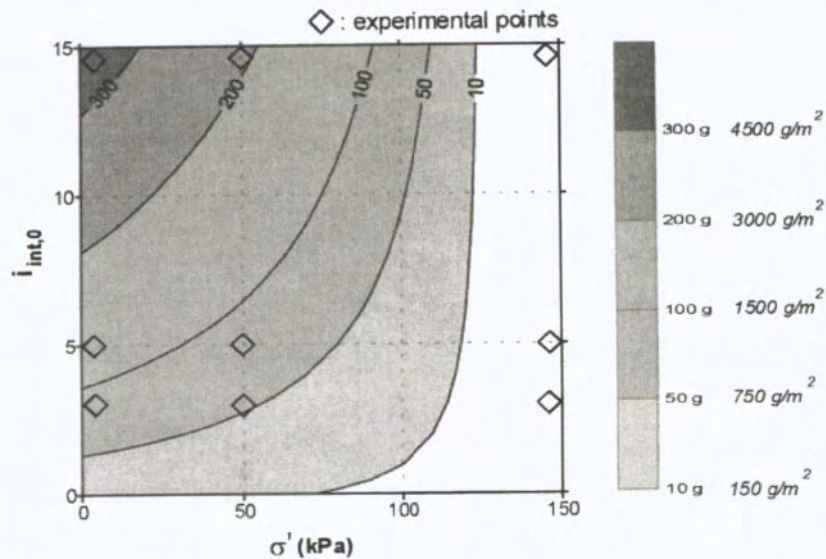 ◇ : experimental points
15
10
5
0
i int,0
300
200
100
50
10
0
50
100
150
σ' (kPa)
300 g 4500 g/m²
200 g 3000 g/m²
100 g 1500 g/m²
50 g 750 g/m²
10 g 150 g/m²